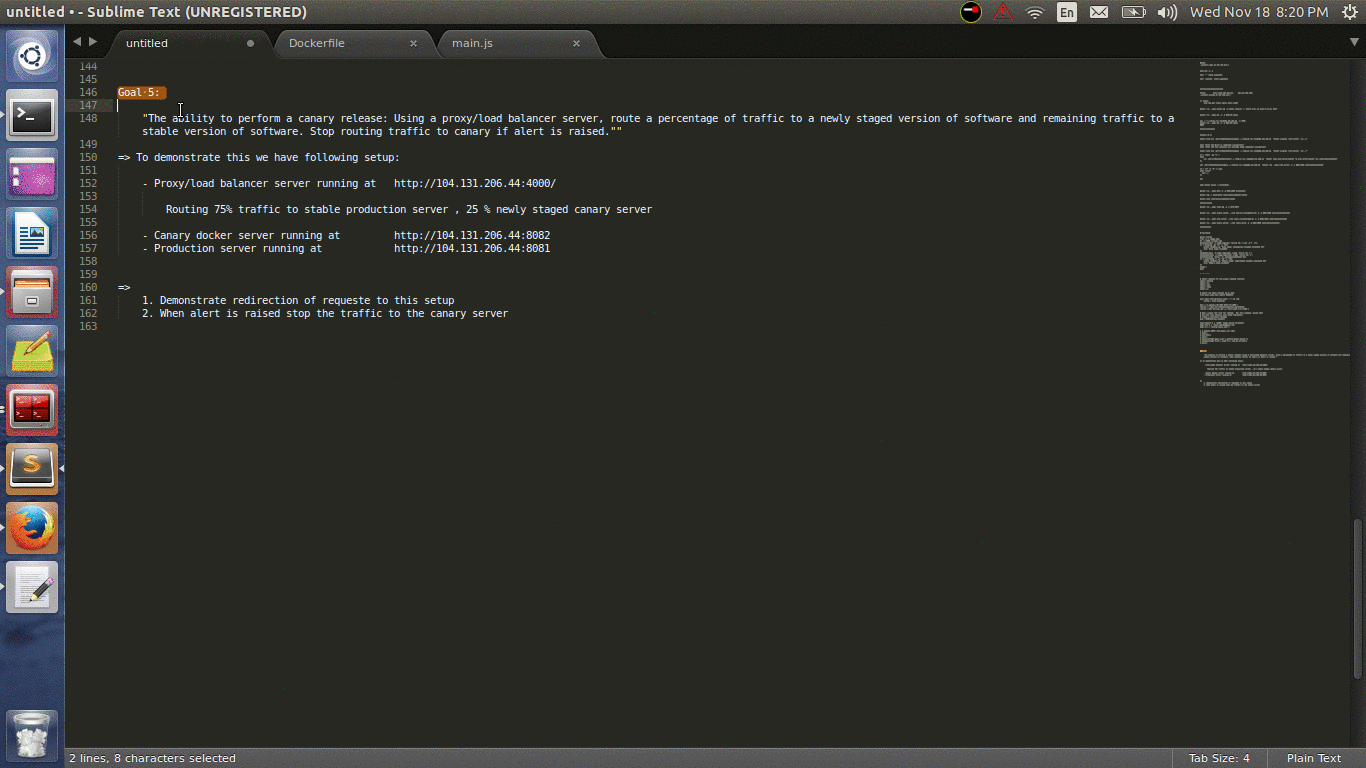 untitled • - Sublime Text (UNREGISTERED)
En
Wed Nov 18 8:20 PM
untitled
Dockerfile
main.js
144
145
146 Goal 5:
147
148 "The ability to perform a canary release: Using a proxy/load balancer server, route a percentage of traffic to a newly staged version of software and remaining traffic to a
stable version of software. Stop routing traffic to canary if alert is raised.""
149
150 => To demonstrate this we have following setup:
151
152 - Proxy/load balancer server running at http://104.131.206.44:4000/
153
154 Routing 75% traffic to stable production server , 25 % newly staged canary server
155
156 - Canary docker server running at http://104.131.206.44:8082
157 - Production server running at http://104.131.206.44:8081
158
159
160 =>
161 1. Demonstrate redirection of requeste to this setup
162 2. When alert is raised stop the traffic to the canary server
163
2 lines, 8 characters selected
Tab Size: 4
Plain Text